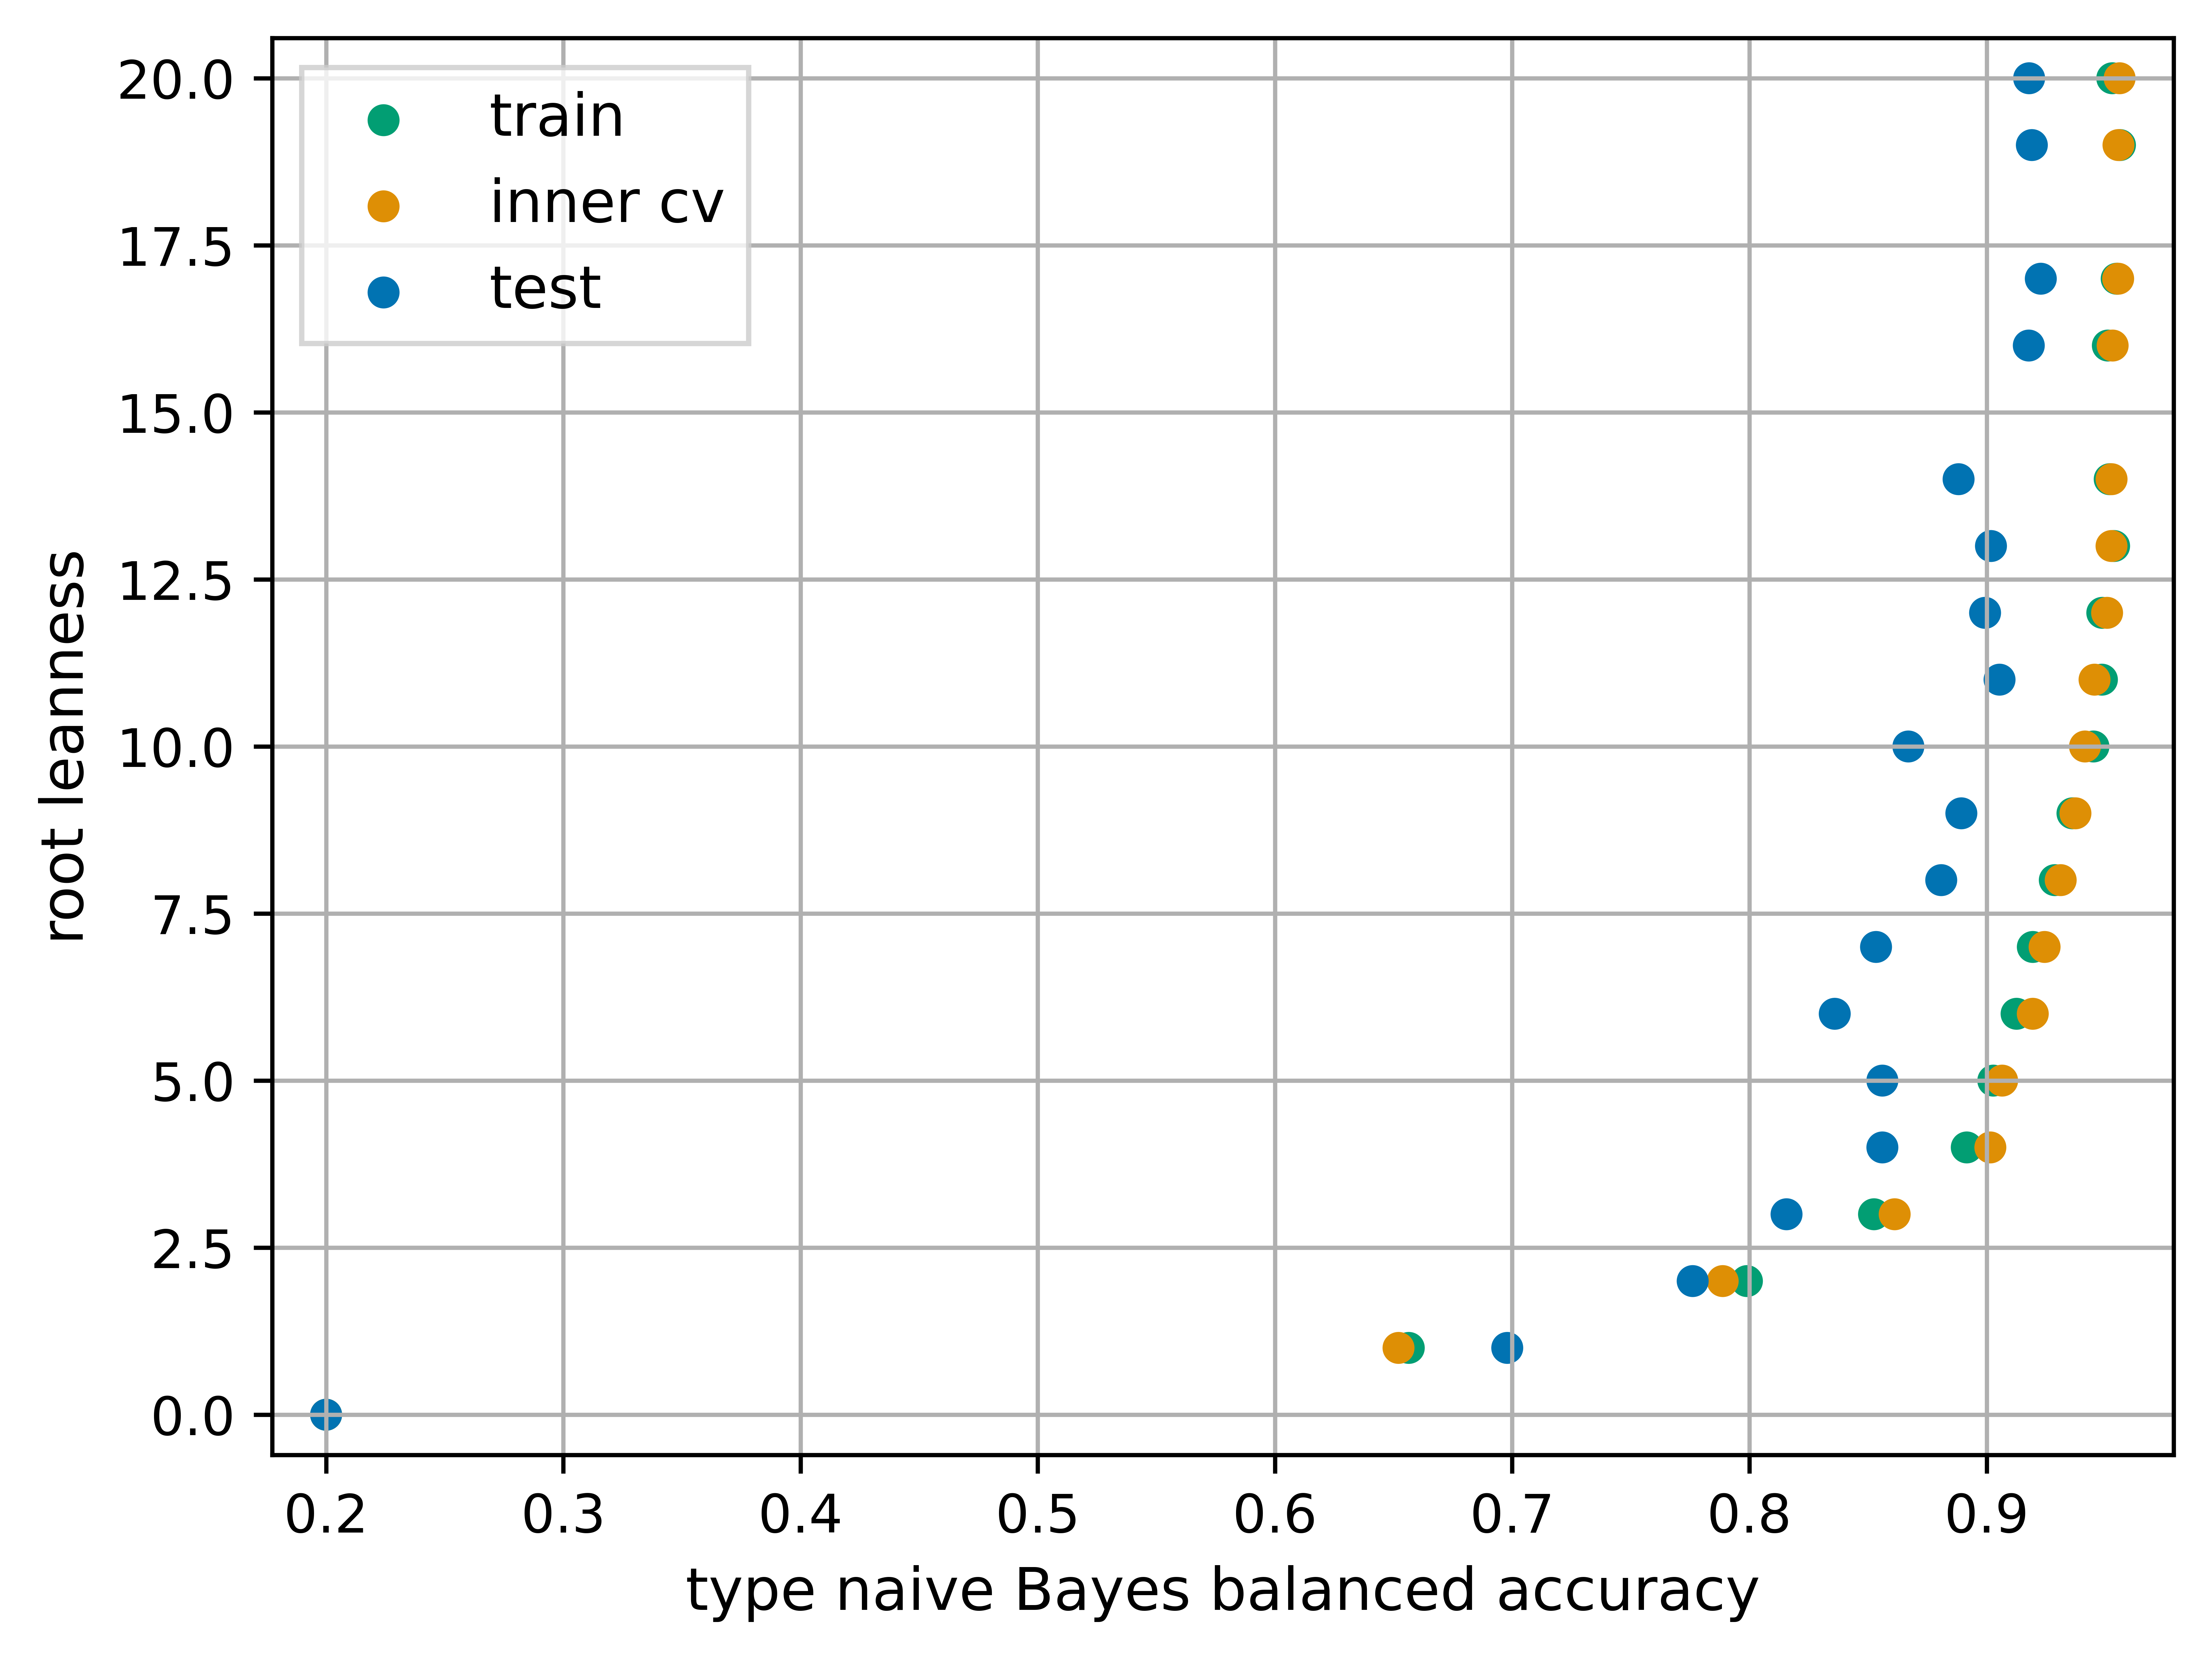 20.0
17.5
15.0
12.5
10.0
7.5
5.0
2.5
0.0
root leanness
train
inner cv
test
0.2 0.3 0.4 0.5 0.6 0.7 0.8 0.9
type naive Bayes balanced accuracy